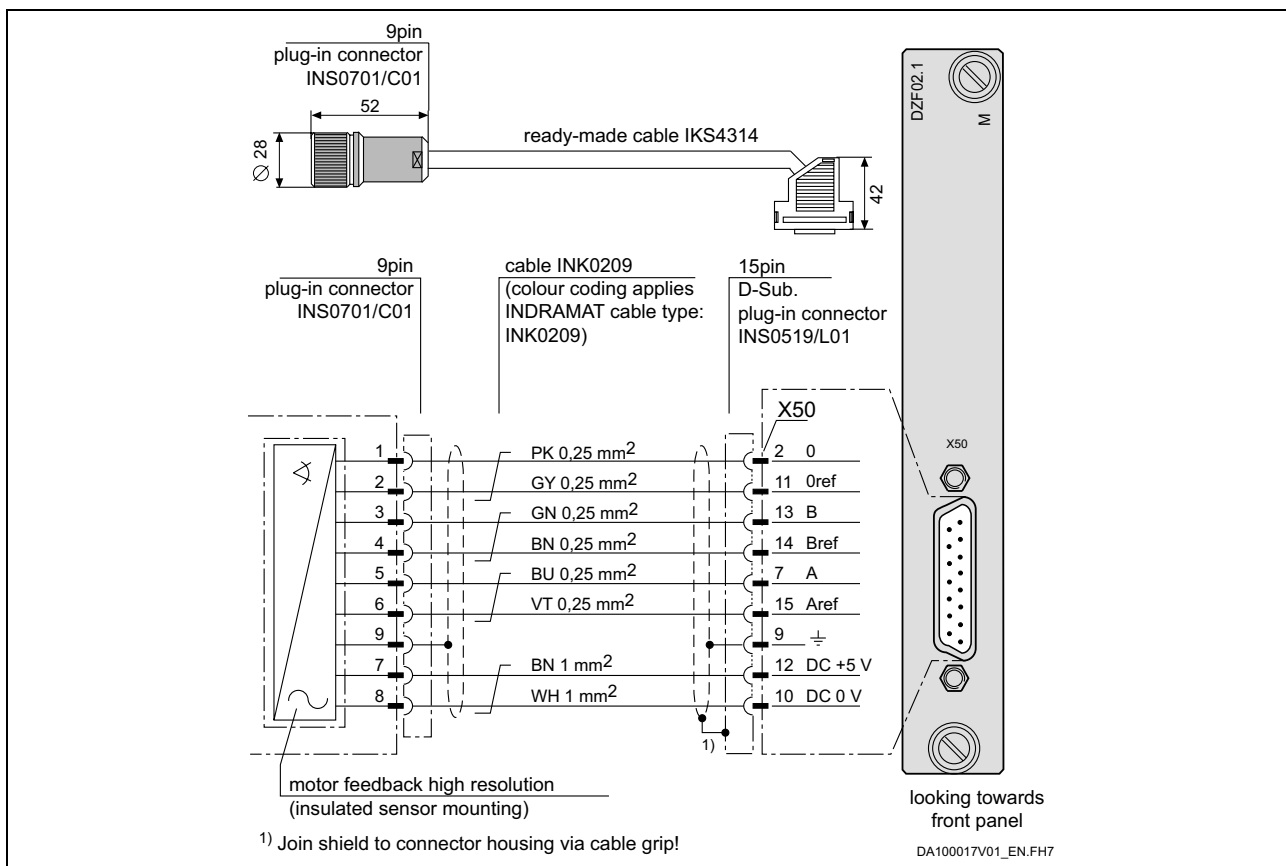 9pin
plug-in connector
INS0701/C01
52
ready-made cable IKS4314
Ø 28
42
DZF02.1
M
9pin
plug-in connector
INS0701/C01
cable INK0209
(colour coding applies
INDRAMAT cable type:
INK0209)
15pin
D-Sub.
plug-in connector
INS0519/L01
X50
X50
1 PK 0,25 mm2 2 0
2 GY 0,25 mm2 11 0ref
3 GN 0,25 mm2 13 B
4 BN 0,25 mm2 14 Bref
5 BU 0,25 mm2 7 A
6 VT 0,25 mm2 15 Aref
9 9
7 BN 1 mm2 12 DC +5 V
8 WH 1 mm2 10 DC 0 V
1)
motor feedback high resolution
(insulated sensor mounting)
1) Join shield to connector housing via cable grip!
looking towards
front panel
DA100017V01_EN.FH7